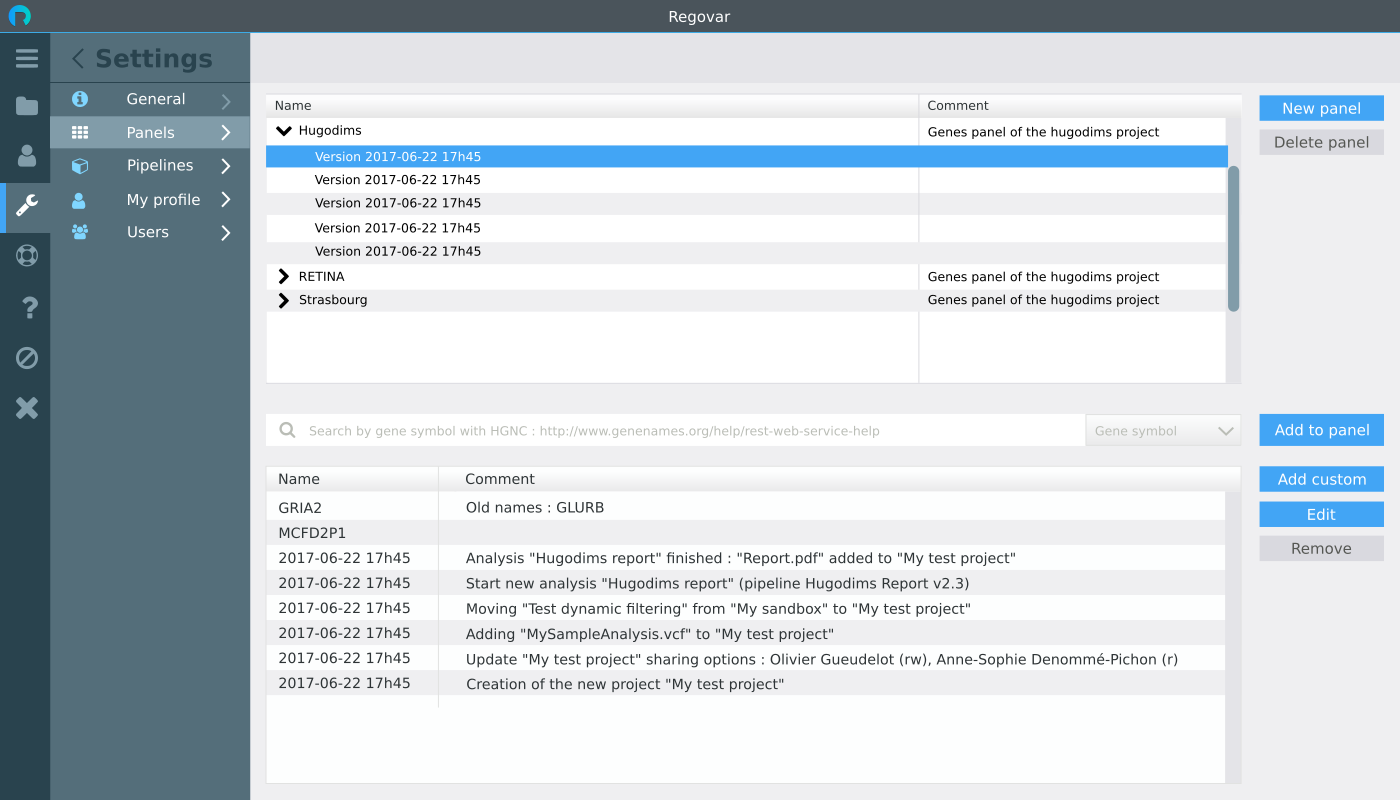 Regovar
Settings
General
Panels
Pipelines
My profile
Users
Name Comment
Hugodims Genes panel of the hugodims project
Version 2017-06-22 17h45
Version 2017-06-22 17h45
Version 2017-06-22 17h45
Version 2017-06-22 17h45
Version 2017-06-22 17h45
RETINA Genes panel of the hugodims project
Strasbourg Genes panel of the hugodims project
New panel
Delete panel
Search by gene symbol with HGNC : http://www.genenames.org/help/rest-web-service-help Gene symbol
Add to panel
Name Comment
GRIA2 Old names : GLURB
MCFD2P1
2017-06-22 17h45 Analysis "Hugodims report" finished : "Report.pdf" added to "My test project"
2017-06-22 17h45 Start new analysis "Hugodims report" (pipeline Hugodims Report v2.3)
2017-06-22 17h45 Moving "Test dynamic filtering" from "My sandbox" to "My test project"
2017-06-22 17h45 Adding "MySampleAnalysis.vcf" to "My test project"
2017-06-22 17h45 Update "My test project" sharing options : Olivier Gueudelot (rw), Anne-Sophie Denommé-Pichon (r)
2017-06-22 17h45 Creation of the new project "My test project"
Add custom
Edit
Remove